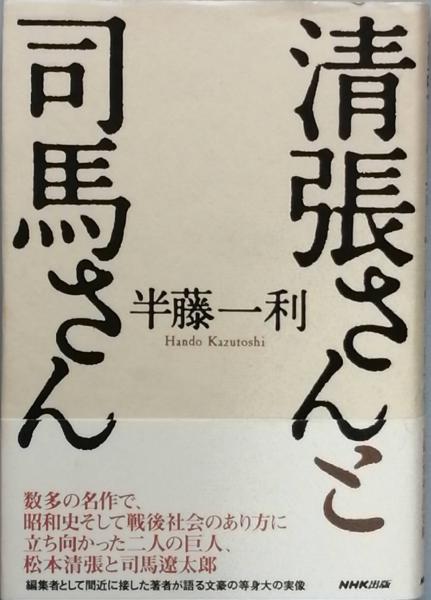 清張さんと
司馬さん
半藤一利
Hando Kazutoshi
数多の名作で、
昭和史そして戦後社会のあり方に
立ち向かった二人の巨人、
松本清張と司馬遼太郎
編集者として間近に接した著者が語る文豪の等身大の実像
NHK出版